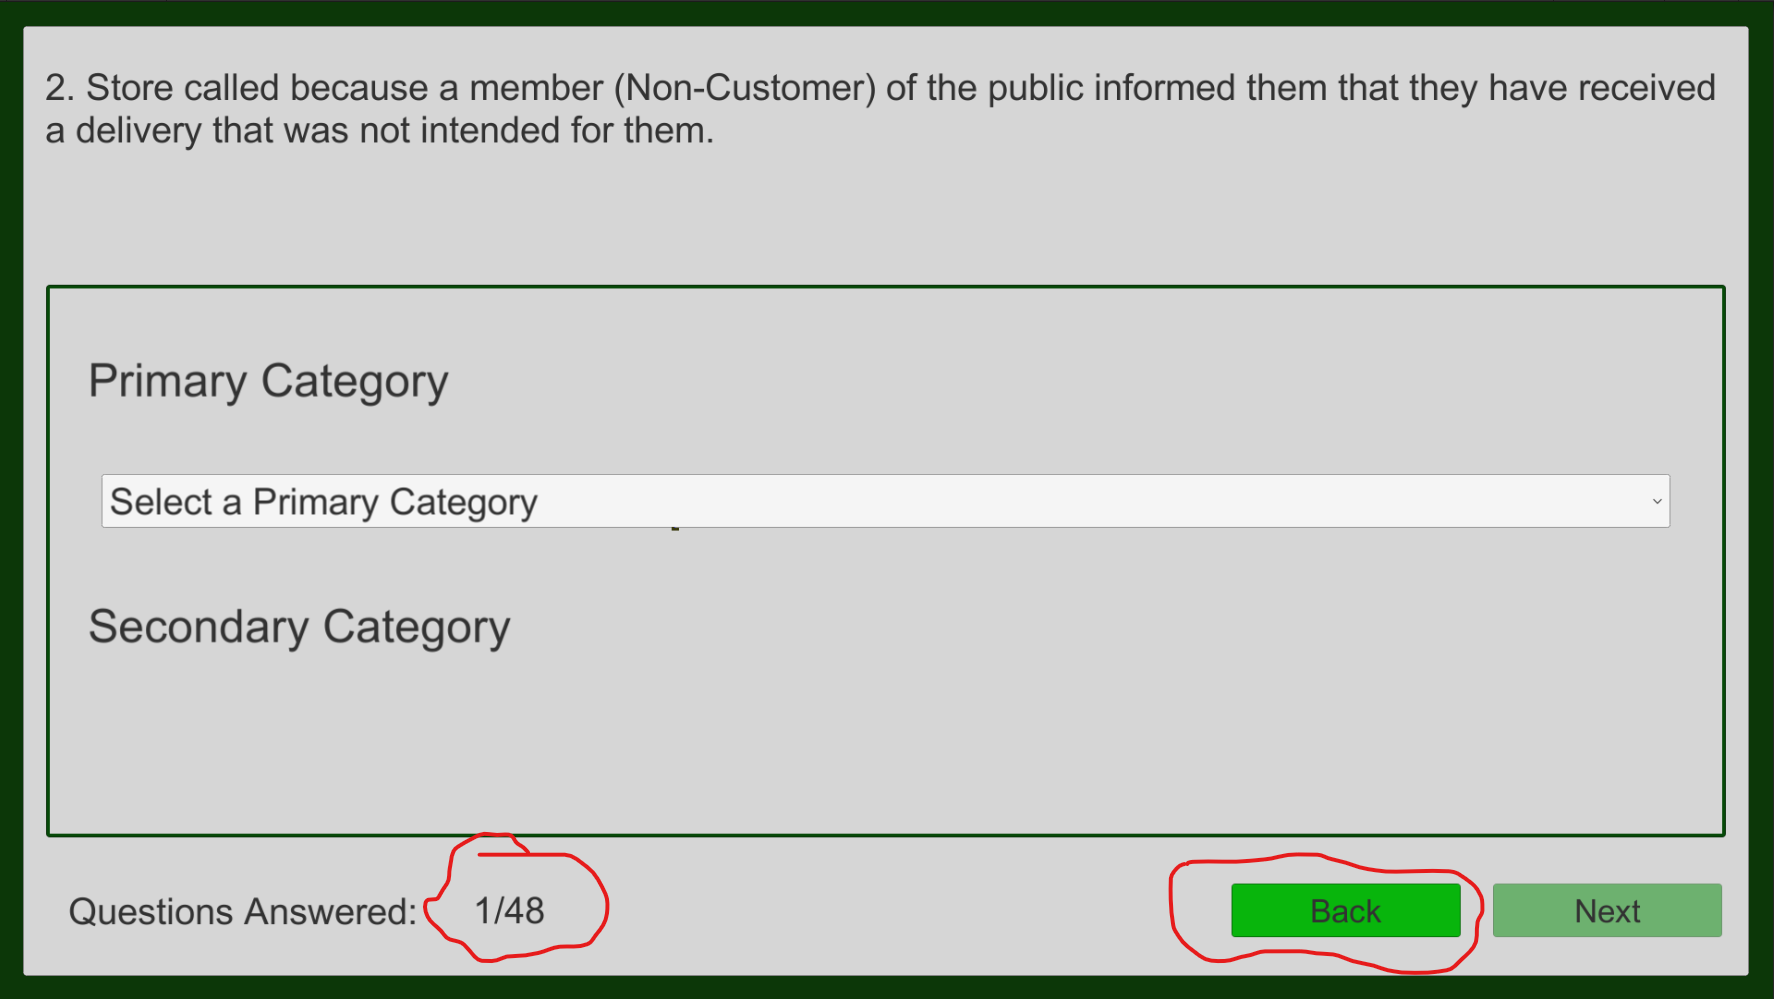 2. Store called because a member (Non-Customer) of the public informed them that they have received
a delivery that was not intended for them.
Primary Category
Select a Primary Category
Secondary Category
Questions Answered: 1/48
Back
Next